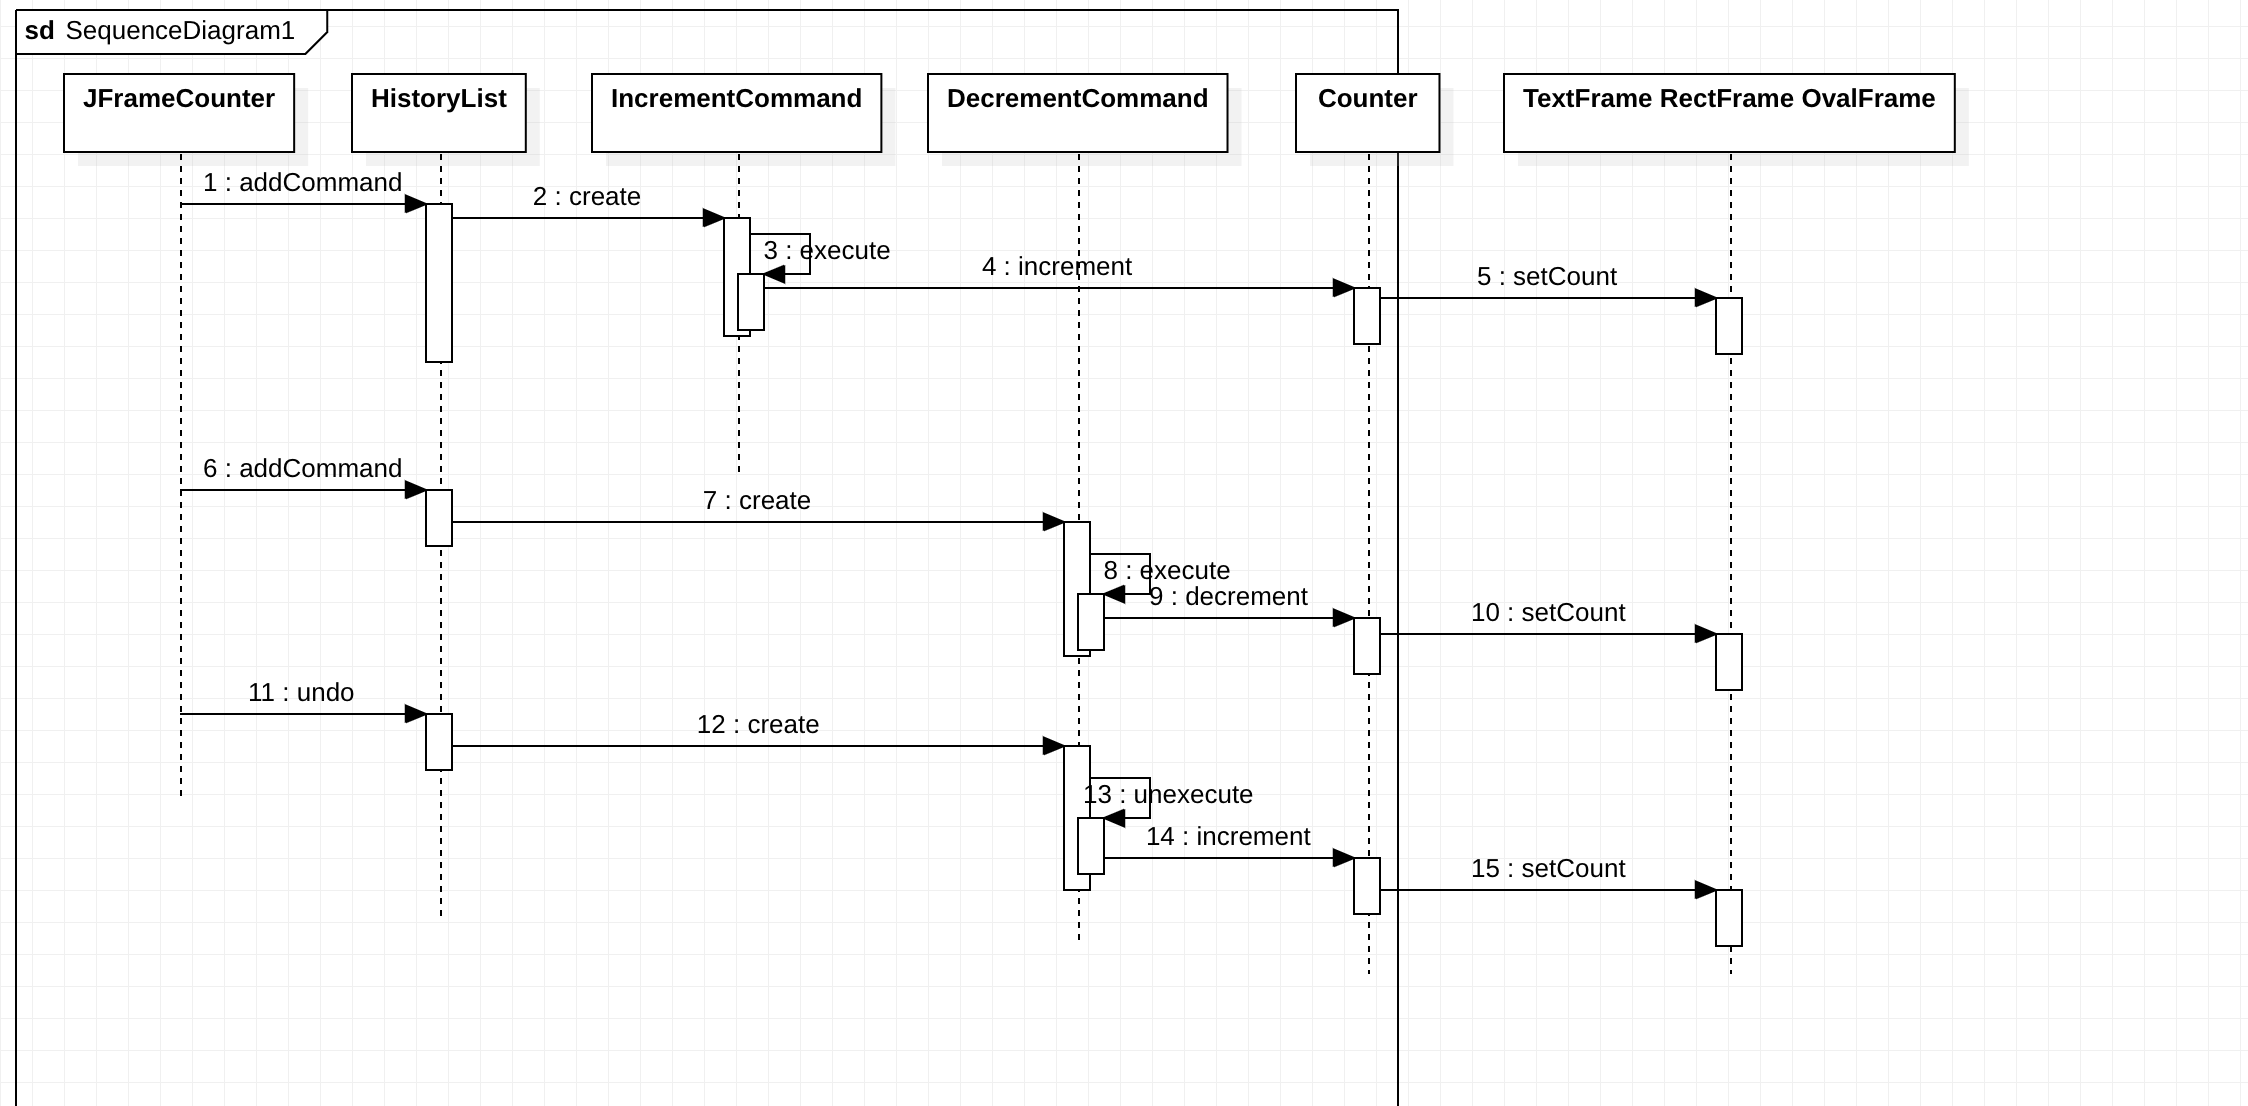 sd SequenceDiagram1
JFrameCounter
HistoryList
IncrementCommand
DecrementCommand
Counter
TextFrame RectFrame OvalFrame
1 : addCommand
2 : create
3 : execute
4 : increment
5 : setCount
6 : addCommand
7 : create
8 : execute
9 : decrement
10 : setCount
11 : undo
12 : create
13 : unexecute
14 : increment
15 : setCount